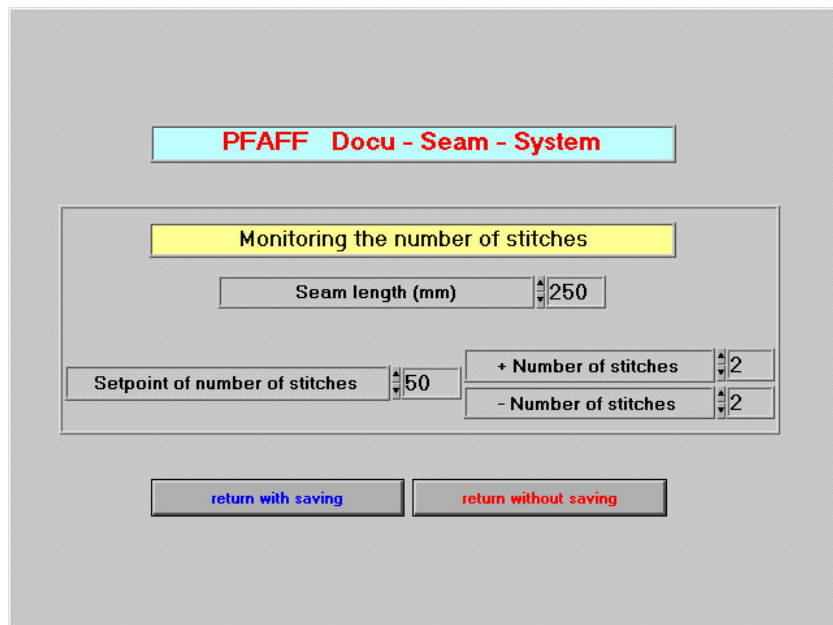 PFAFF Docu - Seam - System
Monitoring the number of stitches
Seam length (mm) 250
Setpoint of number of stitches 50
+ Number of stitches 2
- Number of stitches 2
return with saving
return without saving